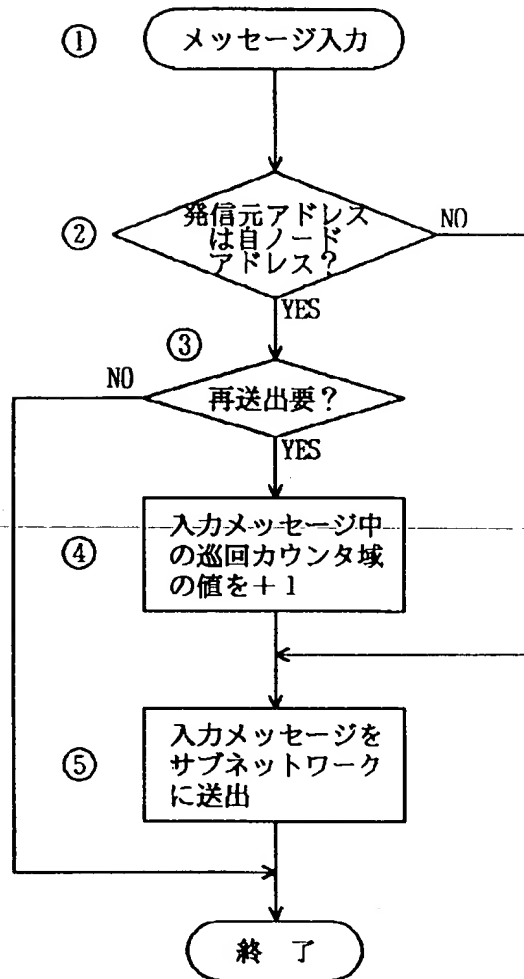 ① メッセージ入力
②
発信元アドレス
は自ノード
アドレス?
NO
YES
③
NO
再送出要?
YES
④
入力メッセージ中
の巡回カウンタ域
の値を+1
⑤
入力メッセージを
サブネットワーク
に送出
終 了